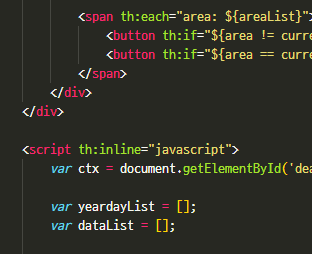 <span th:each="area: ${areaList}">
<button th:if="${area != curre
<button th:if="${area == curre
</span>
</div>
</div>
<script th:inline="javascript">
var ctx = document.getElementById('dea
var yeardayList = [];
var dataList = [];